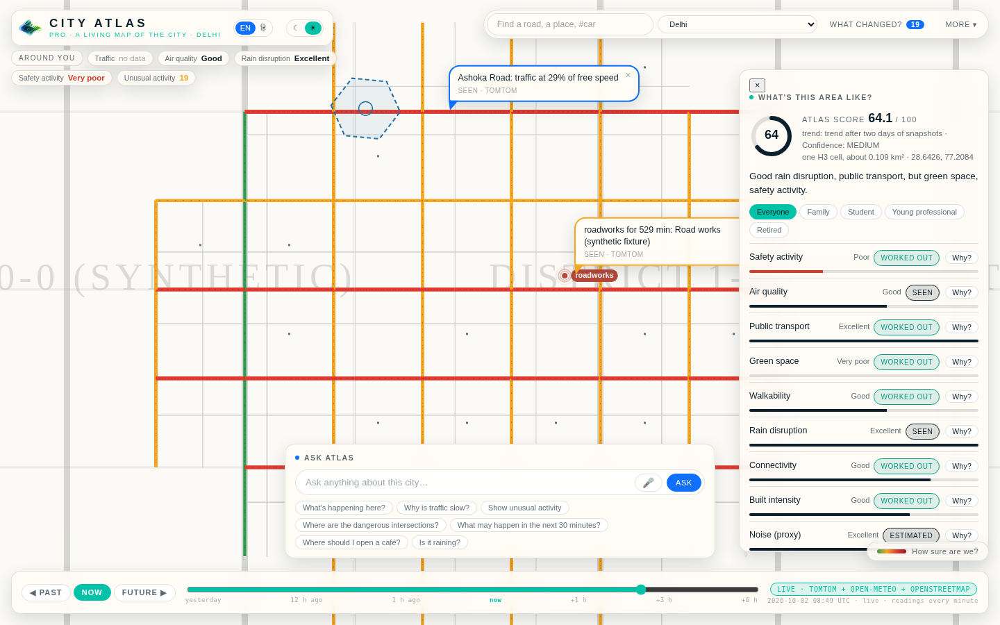 CITY ATLAS
PRO · A LIVING MAP OF THE CITY · DELHI
EN हि
☾ ☀
Find a road, a place, #car
Delhi
WHAT CHANGED? 19
MORE ▾
AROUND YOU
Traffic no data
Air quality Good
Rain disruption Excellent
Safety activity Very poor
Unusual activity 19
Ashoka Road: traffic at 29% of free speed ×
SEEN · TOMTOM
roadworks for 529 min: Road works
(synthetic fixture)
SEEN · TOMTOM
roadworks
0-0 (SYNTHETIC)
DISTRICT 1-
×
WHAT'S THIS AREA LIKE?
64
ATLAS SCORE 64.1 / 100
trend: trend after two days of snapshots ·
Confidence: MEDIUM
one H3 cell, about 0.109 km² · 28.6426, 77.2084
Good rain disruption, public transport, but green space,
safety activity.
Everyone Family Student Young professional
Retired
Safety activity Poor WORKED OUT Why?
Air quality Good SEEN Why?
Public transport Excellent WORKED OUT Why?
Green space Very poor WORKED OUT Why?
Walkability Good WORKED OUT Why?
Rain disruption Excellent SEEN Why?
Connectivity Good WORKED OUT Why?
Built intensity Good WORKED OUT Why?
Noise (proxy) Excellent ESTIMATED Why?
How sure are we?
ASK ATLAS
Ask anything about this city…
ASK
What's happening here? Why is traffic slow? Show unusual activity
Where are the dangerous intersections? What may happen in the next 30 minutes?
Where should I open a café? Is it raining?
◀ PAST NOW FUTURE ▶
yesterday 12 h ago 1 h ago now +1 h +3 h +6 h
LIVE · TOMTOM + OPEN-METEO + OPENSTREETMAP
2026-10-02 08:49 UTC · live · readings every minute